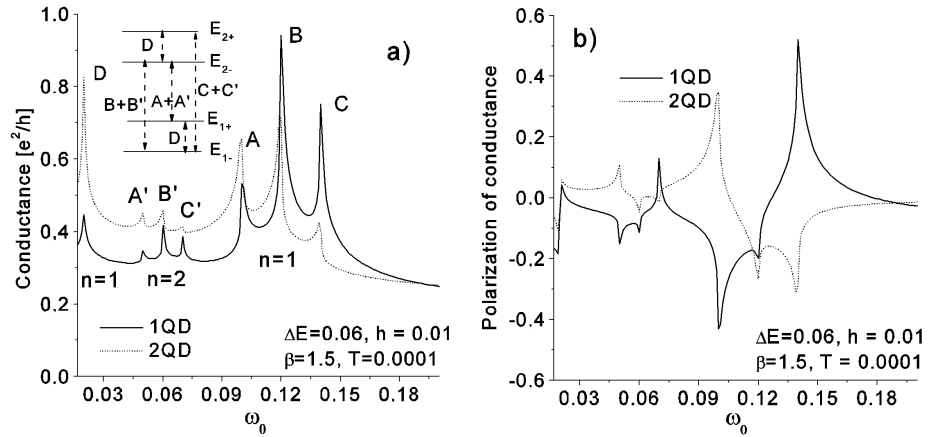 1.0
0.8
0.6
0.4
0.2
0.0
Conductance [e²/h]
0.03 0.06 0.09 0.12 0.15 0.18
ω₀
a)
E₂₊
E₂₋
E₁₊
E₁₋
D
B+B'
A+A'
C+C'
D
D
A'
B'
C'
A
B
C
n=1
n=2
n=1
1QD
2QD
ΔE=0.06, h = 0.01
β=1.5, T=0.0001
b)
0.6
0.4
0.2
0.0
-0.2
-0.4
-0.6
Polarization of conductance
0.03 0.06 0.09 0.12 0.15 0.18
ω₀
1QD
2QD
ΔE=0.06, h = 0.01
β=1.5, T = 0.0001